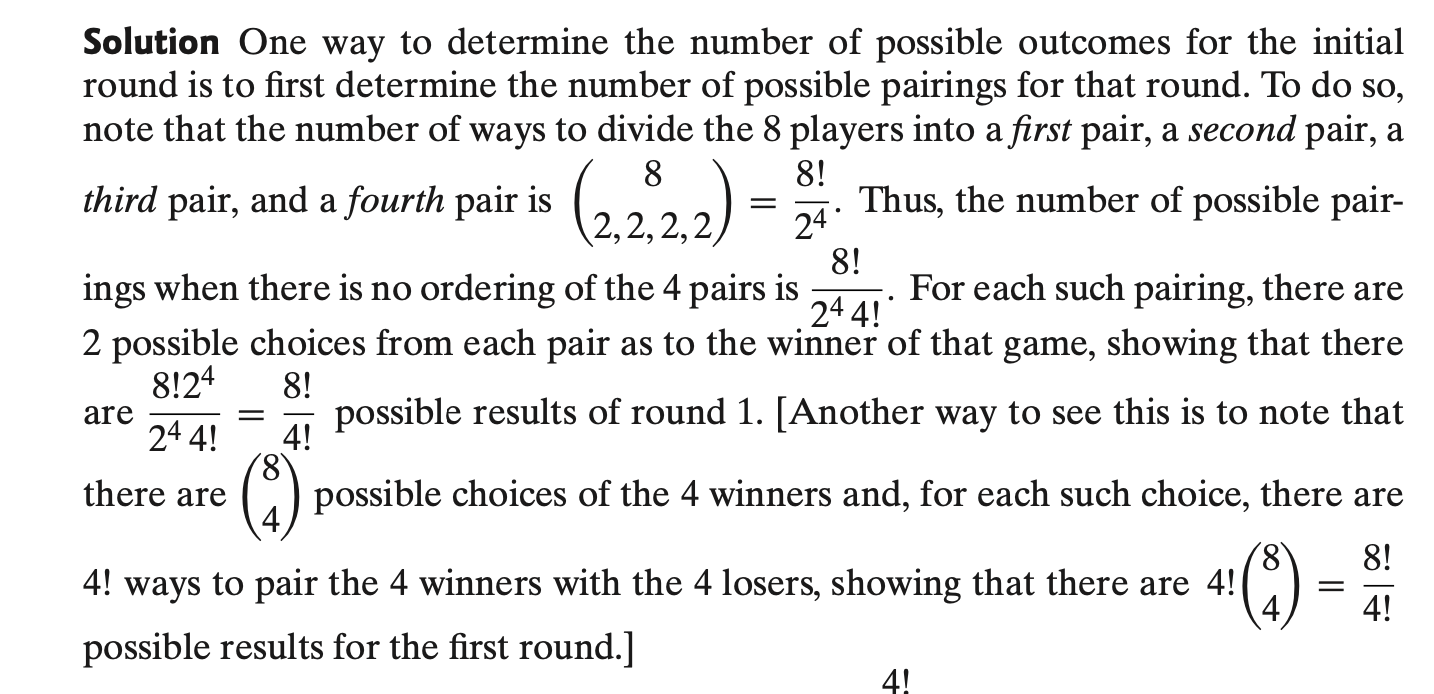 Solution One way to determine the number of possible outcomes for the initial
round is to first determine the number of possible pairings for that round. To do so,
note that the number of ways to divide the 8 players into a first pair, a second pair, a
third pair, and a fourth pair is \binom{8}{2, 2, 2, 2} = \frac{8!}{2^4}. Thus, the number of possible pair-
ings when there is no ordering of the 4 pairs is \frac{8!}{2^4 4!}. For each such pairing, there are
2 possible choices from each pair as to the winner of that game, showing that there
are \frac{8!2^4}{2^4 4!} = \frac{8!}{4!} possible results of round 1. [Another way to see this is to note that
there are \binom{8}{4} possible choices of the 4 winners and, for each such choice, there are
4! ways to pair the 4 winners with the 4 losers, showing that there are 4!\binom{8}{4} = \frac{8!}{4!}
possible results for the first round.]
4!